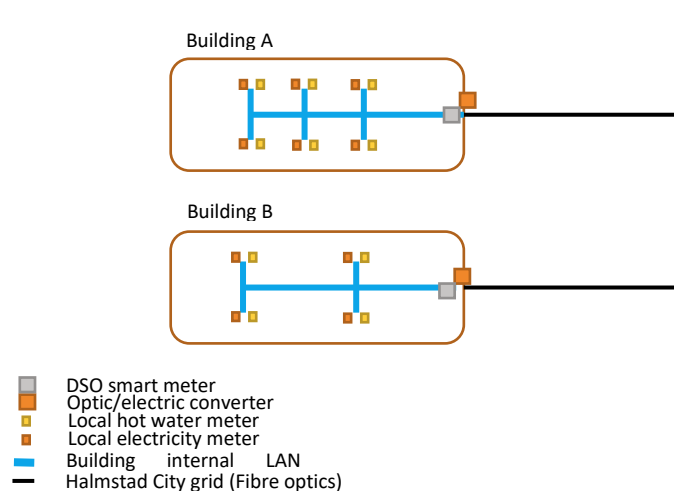 Building A
Building B
DSO smart meter
Optic/electric converter
Local hot water meter
Local electricity meter
Building internal LAN
Halmstad City grid (Fibre optics)